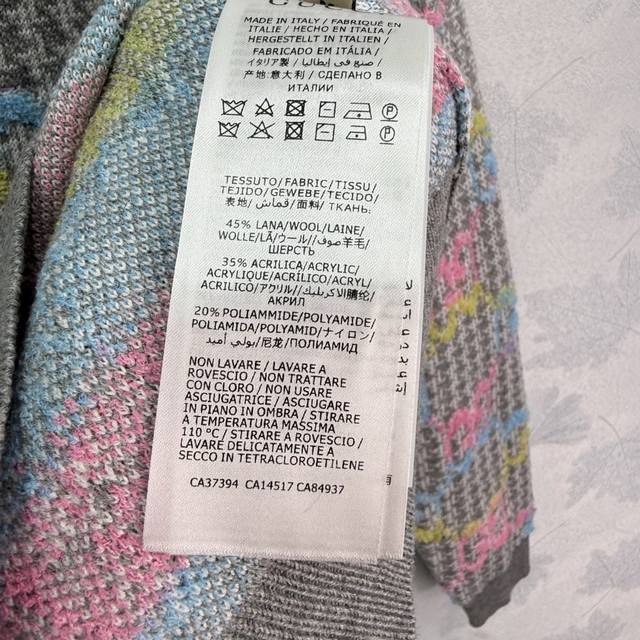 MADE IN ITALY / FABRIQUÉ EN
ITALIE / HECHO EN ITALIA /
HERGESTELLT IN ITALIEN /
FABRICADO EM ITÁLIA /
イタリア製 / صنع في إيطاليا /
产地:意大利 / СДЕЛАНО В
ИТАЛИИ
TESSUTO/FABRIC/TISSU/
TEJIDO/GEWEBE/TECIDO/
表地/ قماش/ 面料/ ТКАНЬ:
45% LANA/WOOL/LAINE/
WOLLE/LÃ/ウール/صوف/羊毛/
ШЕРСТЬ
35% ACRILICA/ACRYLIC/
ACRYLIQUE/ACRÍLICO/ACRYL/
ACRILICO/アクリル/الاكريليك/腈纶/
АКРИЛ
20% POLIAMMIDE/POLYAMIDE/
POLIAMIDA/POLYAMID/ナイロン/
بولي أميد/尼龙/ПОЛИАМИД
NON LAVARE / LAVARE A
ROVESCIO / NON TRATTARE
CON CLORO / NON USARE
ASCIUGATRICE / ASCIUGARE
IN PIANO IN OMBRA / STIRARE
A TEMPERATURA MASSIMA
110 °C / STIRARE A ROVESCIO /
LAVARE DELICATAMENTE A
SECCO IN TETRACLOROETILENE
CA37394 CA14517 CA84937